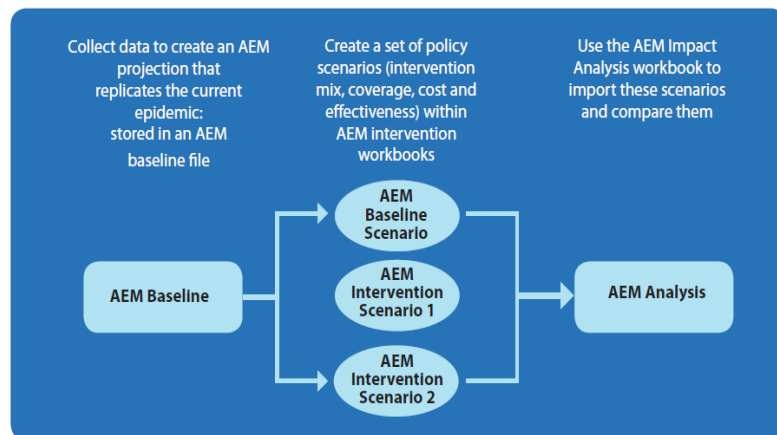 Collect data to create an AEM
projection that
replicates the current
epidemic:
stored in an AEM
baseline file
Create a set of policy
scenarios (intervention
mix, coverage, cost and
effectiveness) within
AEM intervention
workbooks
Use the AEM Impact
Analysis workbook to
import these scenarios
and compare them
AEM Baseline
AEM
Baseline
Scenario
AEM
Intervention
Scenario 1
AEM
Intervention
Scenario 2
AEM Analysis